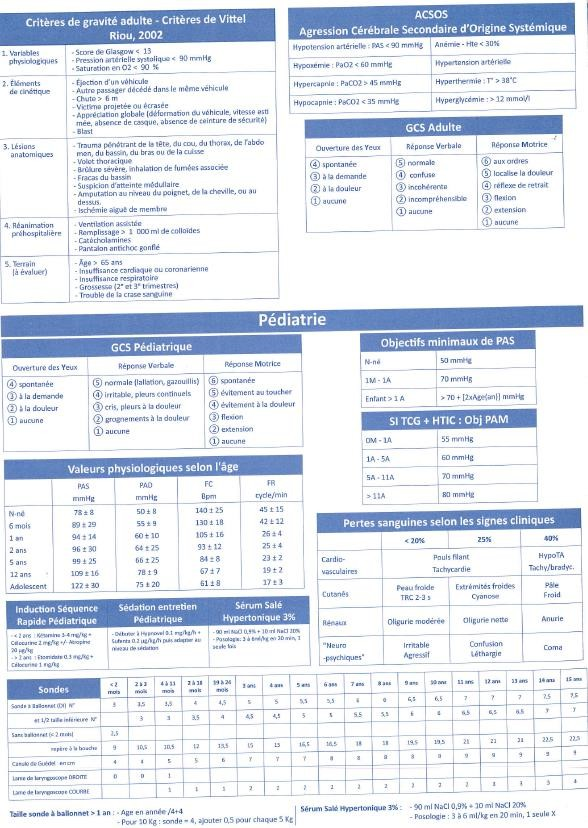 Critères de gravité adulte - Critères de Vittel
Riou, 2002
1. Variables physiologiques
- Score de Glasgow < 13
- Pression artérielle systolique < 90 mmHg
- Saturation en O2 < 90 %
2. Éléments de cinétique
- Éjection d'un véhicule
- Autre passager décédé dans le même véhicule
- Chute > 6 m
- Victime projetée ou écrasée
- Appréciation globale (déformation du véhicule, vitesse esti
mée, absence de casque, absence de ceinture de sécurité)
- Blast
3. Lésions anatomiques
- Trauma pénétrant de la tête, du cou, du thorax, de l'abdo
men, du bassin, du bras ou de la cuisse
- Volet thoracique
- Brûlure sévère, inhalation de fumées associée
- Fracas du bassin
- Suspicion d'atteinte médullaire
- Amputation au niveau du poignet, de la cheville, ou au
dessus.
- Ischémie aiguë de membre
4. Réanimation préhospitalière
- Ventilation assistée
- Remplissage > 1 000 ml de colloïdes
- Catécholamines
- Pantalon antichoc gonflé
5. Terrain (à évaluer)
- Âge > 65 ans
- Insuffisance cardiaque ou coronarienne
- Insuffisance respiratoire
- Grossesse (2° et 3° trimestres)
- Trouble de la crase sanguine
ACSOS
Agression Cérébrale Secondaire d'Origine Systémique
Hypotension artérielle : PAS < 90 mmHg Anémie - Hte < 30%
Hypoxémie : PaO2 < 60 mmHg Hypertension artérielle
Hypercapnie : PaCO2 > 45 mmHg Hyperthermie : T° > 38°C
Hypocapnie : PaCO2 < 35 mmHg Hyperglycémie : > 12 mmol/l
GCS Adulte
Ouverture des Yeux Réponse Verbale Réponse Motrice
④ spontanée ⑤ normale ⑥ aux ordres
③ à la demande ④ confuse ⑤ localise la douleur
② à la douleur ③ incohérente ④ réflexe de retrait
① aucune ② incompréhensible ③ flexion
① aucune ② extension
① aucune
Pédiatrie
GCS Pédiatrique
Ouverture des Yeux Réponse Verbale Réponse Motrice
④ spontanée ⑤ normale (lallation, gazouillis) ⑥ spontanée
③ à la demande ④ irritable, pleurs continuels ⑤ évitement au toucher
② à la douleur ③ cris, pleurs à la douleur ④ évitement à la douleur
① aucune ② grognements à la douleur ③ flexion
① aucune ② extension
① aucune
Objectifs minimaux de PAS
N-né 50 mmHg
1M - 1A 70 mmHg
Enfant > 1 A > 70 + [2xAge(an)] mmHg
SI TCG + HTIC : Obj PAM
0M - 1A 55 mmHg
1A - 5A 60 mmHg
5A - 11A 70 mmHg
> 11A 80 mmHg
Valeurs physiologiques selon l'âge
PAS PAD FC FR
mmHg mmHg Bpm cycle/min
N-né 78 ± 8 50 ± 8 140 ± 25 45 ± 15
6 mois 89 ± 29 55 ± 9 130 ± 18 42 ± 12
1 an 94 ± 14 60 ± 10 105 ± 16 26 ± 4
2 ans 96 ± 30 64 ± 25 93 ± 12 25 ± 4
5 ans 99 ± 25 66 ± 25 84 ± 8 23 ± 2
12 ans 109 ± 16 78 ± 9 67 ± 7 19 ± 2
Adolescent 122 ± 30 75 ± 20 61 ± 8 17 ± 3
Pertes sanguines selon les signes cliniques
< 20% 25% 40%
Cardio-vasculaires Pouls filant Tachycardie HypoTA Tachy/bradyc.
Cutanés Peau froide TRC 2-3 s Extrémités froides Cyanose Pâle Froid
Rénaux Oligurie modérée Oligurie nette Anurie
"Neuro -psychiques" Irritable Agressif Confusion Léthargie Coma
Induction Séquence Rapide Pédiatrique
- < 2 ans : Kétamine 3-4 mg/kg +
Célocurine 2 mg/kg +/- Atropine
20 µg/kg
- > 2 ans : Etomidate 0.3 mg/kg +
Célocurine 1 mg/kg
Sédation entretien Pédiatrique
- Débuter à Hypnovel 0.1 mg/kg/h +
Sufenta 0.2 µg/kg/h puis adapter au
niveau de sédation
Sérum Salé Hypertonique 3%
- 90 ml NaCl 0,9% + 10 ml NaCl 20%
- Posologie: 3 à 6ml/kg en 20 min, 1
seule fois
Sondes < 2 mois 2 à 3 mois 4 à 13 mois 2 à 18 mois 19 à 24 mois 3 ans 4 ans 5 ans 6 ans 7 ans 8 ans 9 ans 10 ans 11 ans 12 ans 13 ans 14 ans 15 ans
Sonde à Ballonnet (DI) N° 3 3,5 3,5 4 4,5 5 5 5,5 5,5 6 6 6,5 6,5 7 7 7 7,5 7,5
et 1/2 taille inférieure N° 3 3 3,5 4 4,5 4,5 5 5 5,5 5,5 6 6 6,5 6,5 6,5 7 7
Sans ballonnet (< 2 mois) 2,5
repère à la bouche 9 10,5 10,5 12 13,5 15 15 16,5 16,5 18 18 19,5 19,5 21 21 21 22,5 22,5
Canule de Guédel : en cm 4 4 5 5 6 7 7 7 8 8 8 8 8 9 9 9 9 9
Lame de laryngoscope DROITE 0 0 1
Lame de laryngoscope COURBE 1 1 1 2 2 2 2 2 2 2 2 2 3 3 3 4
Taille sonde à ballonnet > 1 an : - Age en année /4+4
- Pour 10 Kg : sonde = 4, ajouter 0,5 pour chaque 5 Kg
Sérum Salé Hypertonique 3% : - 90 ml NaCl 0,9% + 10 ml NaCl 20%
- Posologie : 3 à 6 ml/kg en 20 min, 1 seule X